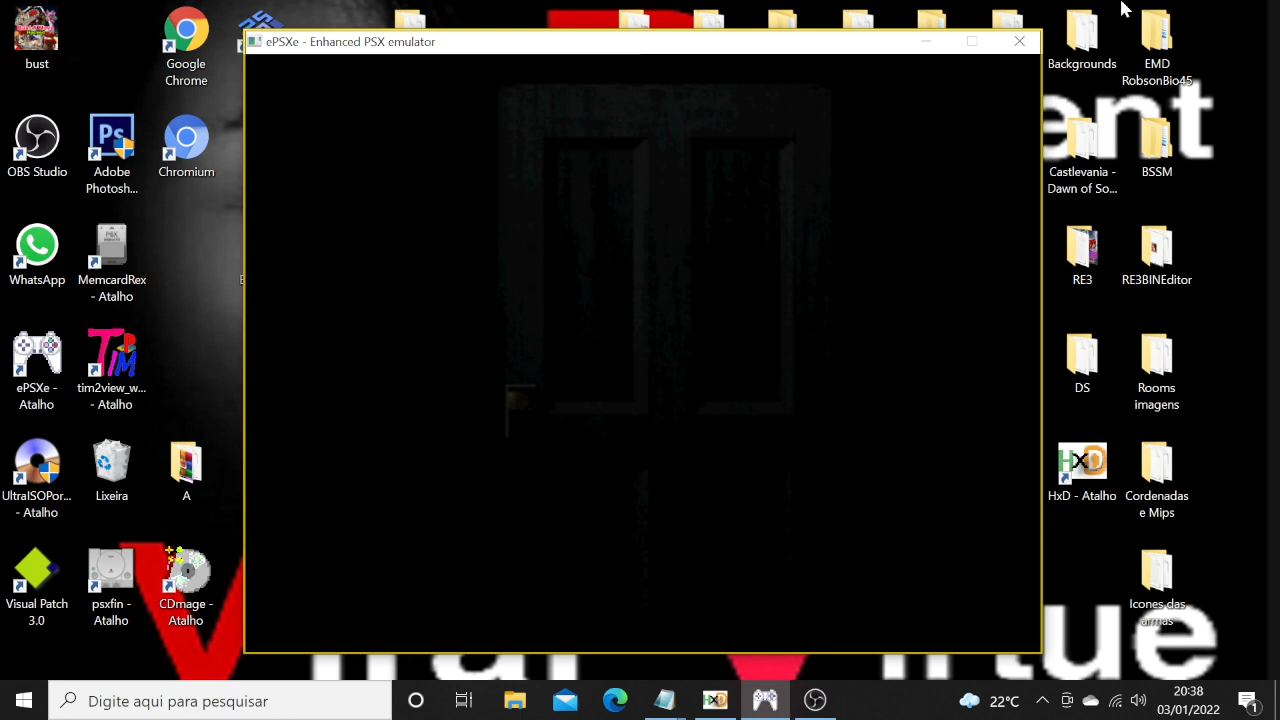 ePSXe - Enhanced PSX emulator
bust
Google
Chrome
Backgrounds
EMD
RobsonBio45
OBS Studio
Adobe
Photosh...
Chromium
Castlevania -
Dawn of So...
BSSM
WhatsApp
MemcardRex
- Atalho
RE3
RE3BINEditor
ePSXe -
Atalho
tim2view_w...
- Atalho
DS
Rooms
imagens
UltraISOPor...
- Atalho
Lixeira
A
HxD - Atalho
Cordenadas
e Mips
Visual Patch
3.0
psxfin -
Atalho
CDmage -
Atalho
Icones das
armas
Digite aqui para pesquisar
22°C
20:38
03/01/2022
1